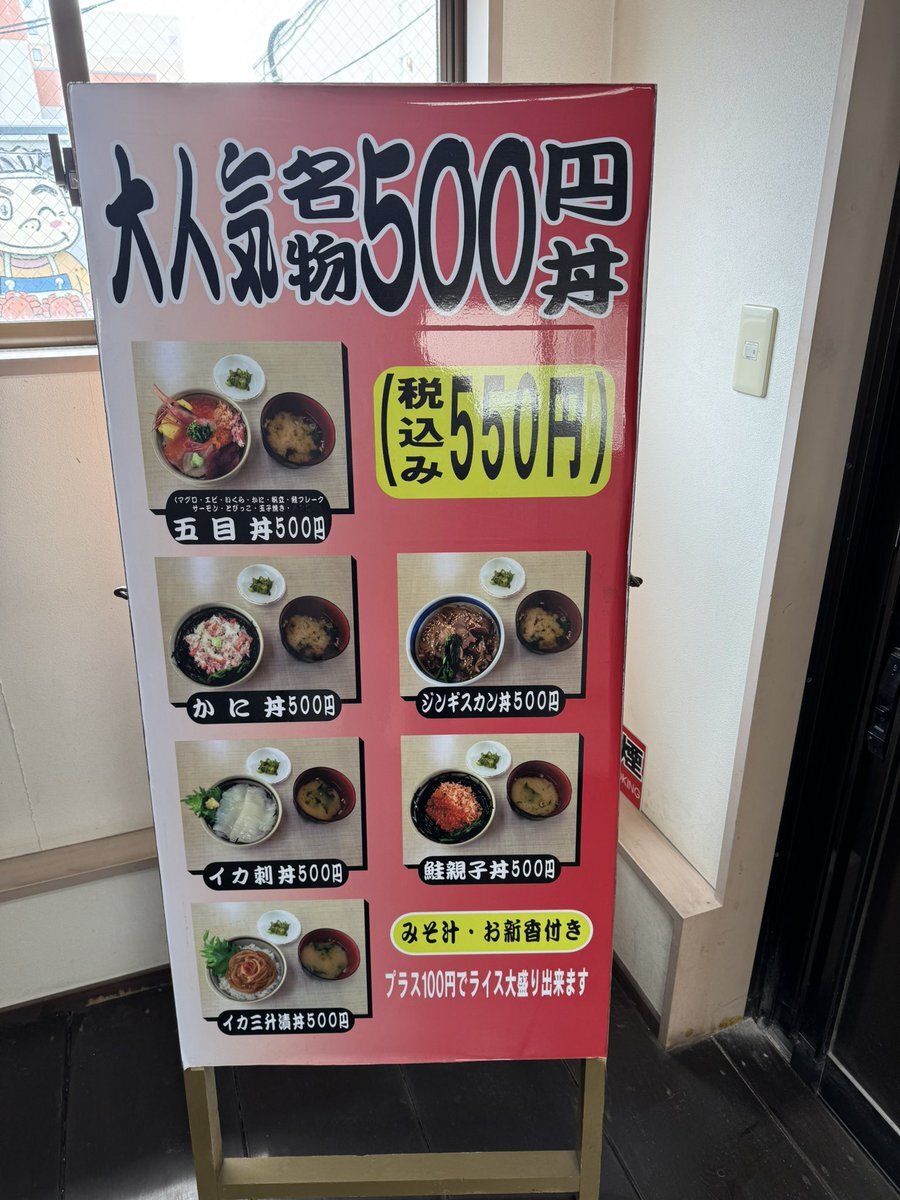 大人気名物500円丼
(税込み550円)
(マグロ・エビ・いくら・かに・帆立・鮭フレーク
サーモン・とびっこ・玉子焼き・
五目丼500円
かに丼500円
ジンギスカン丼500円
イカ刺丼500円
鮭親子丼500円
イカ三汁漬丼500円
みそ汁・お新香付き
プラス100円でライス大盛り出来ます
煙
KING